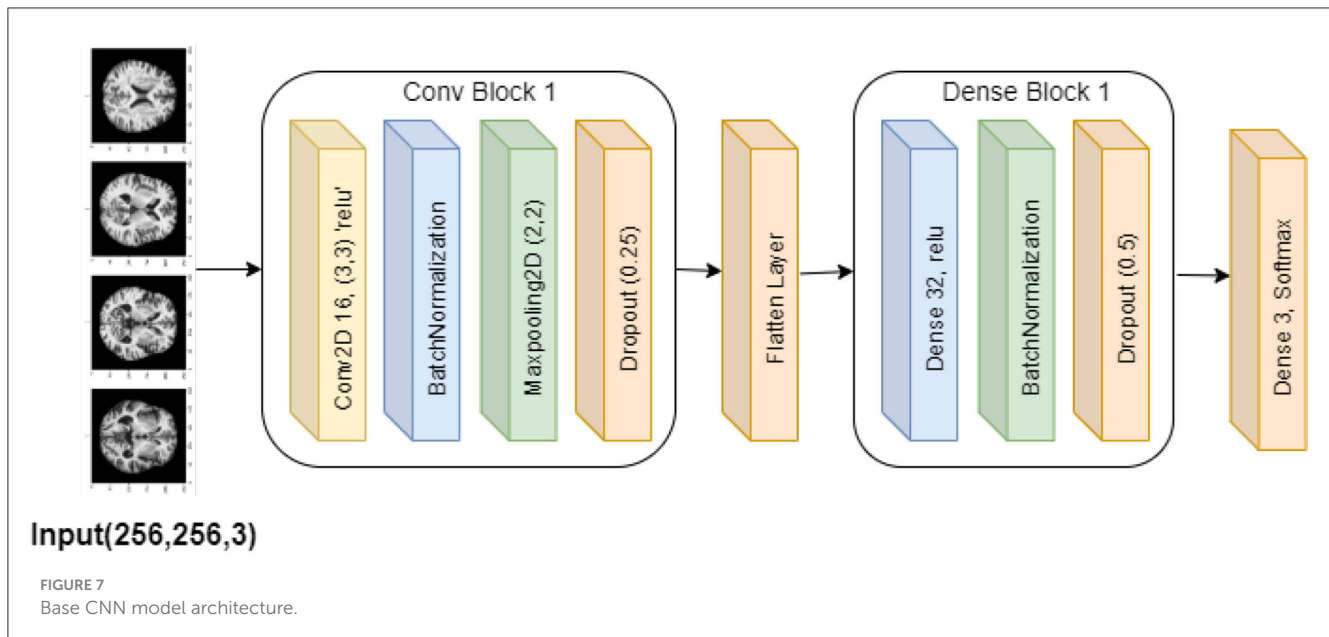 Conv Block 1
Conv2D 16, (3,3) 'relu'
BatchNormalization
Maxpooling2D (2,2)
Dropout (0.25)
Flatten Layer
Dense Block 1
Dense 32, relu
BatchNormalization
Dropout (0.5)
Dense 3, Softmax
Input(256,256,3)
FIGURE 7
Base CNN model architecture.